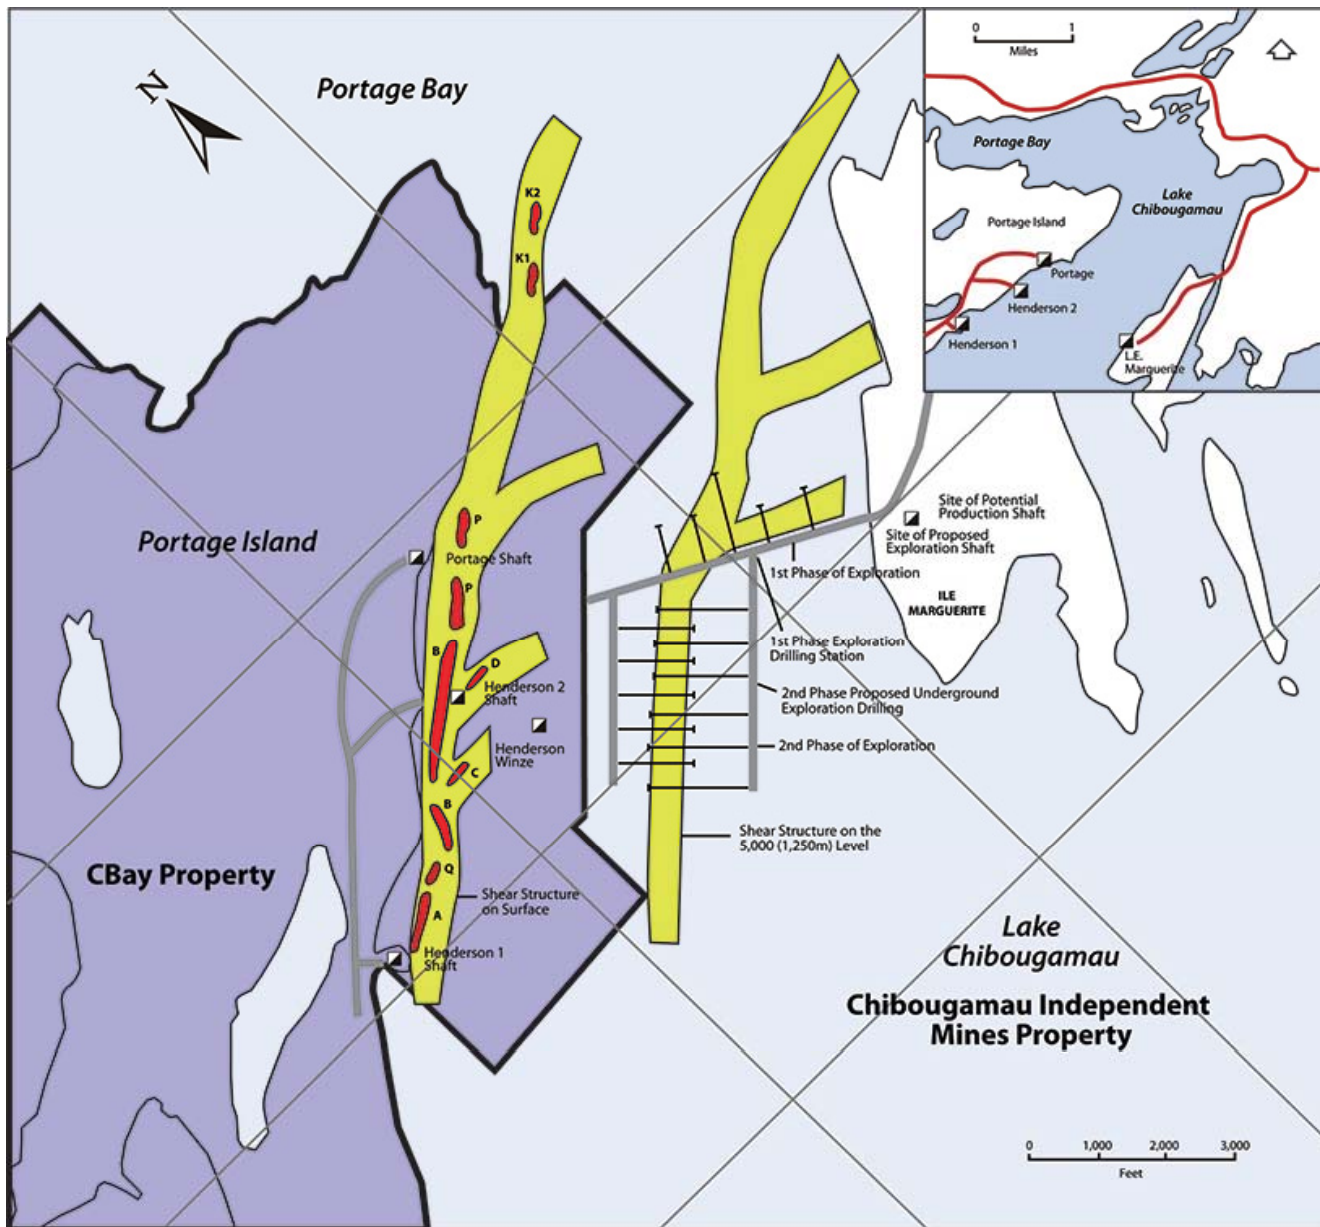 N
Portage Bay
0 1
Miles
Portage Bay
Lake
Chibougamau
Portage Island
Portage
Henderson 2
Henderson 1
L.E.
Marguerite
K2
K1
P
Portage Island
Portage Shaft
P
B
D
Henderson 2
Shaft
Henderson
Winze
C
B
CBay Property
Q
A
Shear Structure
on Surface
Henderson 1
Shaft
Site of Potential
Production Shaft
Site of Proposed
Exploration Shaft
1st Phase of Exploration
ILE
MARGUERITE
1st Phase Exploration
Drilling Station
2nd Phase Proposed Underground
Exploration Drilling
2nd Phase of Exploration
Shear Structure on the
5,000 (1,250m) Level
Lake
Chibougamau
Chibougamau Independent
Mines Property
0 1,000 2,000 3,000
Feet